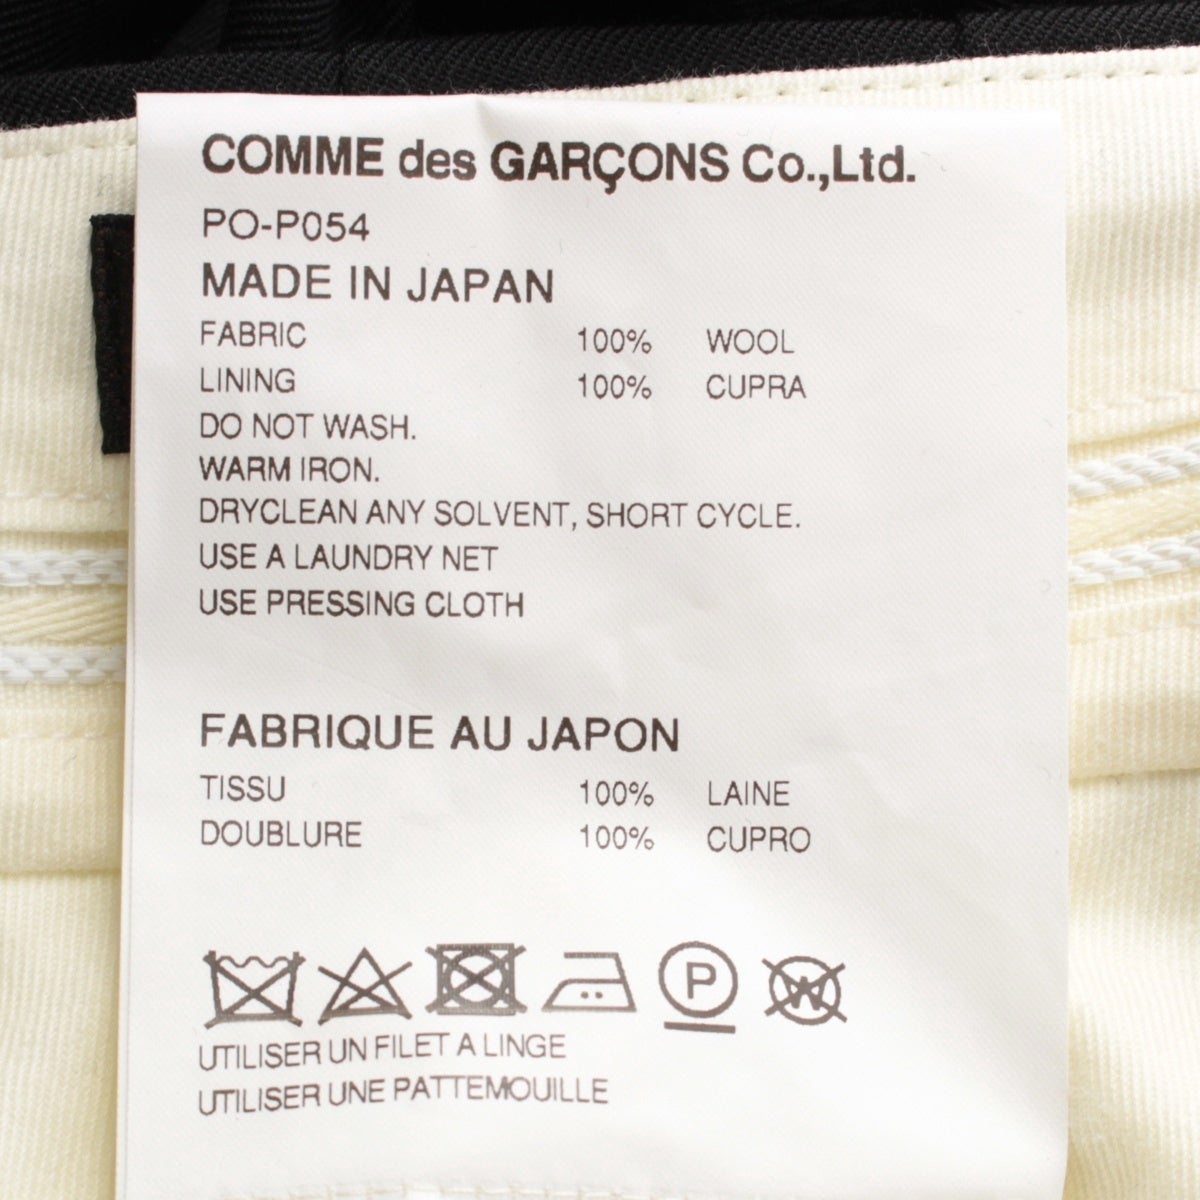 COMME des GARÇONS Co.,Ltd.
PO-P054
MADE IN JAPAN
FABRIC 100% WOOL
LINING 100% CUPRA
DO NOT WASH.
WARM IRON.
DRYCLEAN ANY SOLVENT, SHORT CYCLE.
USE A LAUNDRY NET
USE PRESSING CLOTH
FABRIQUE AU JAPON
TISSU 100% LAINE
DOUBLURE 100% CUPRO
P W
UTILISER UN FILET A LINGE
UTILISER UNE PATTEMOUILLE